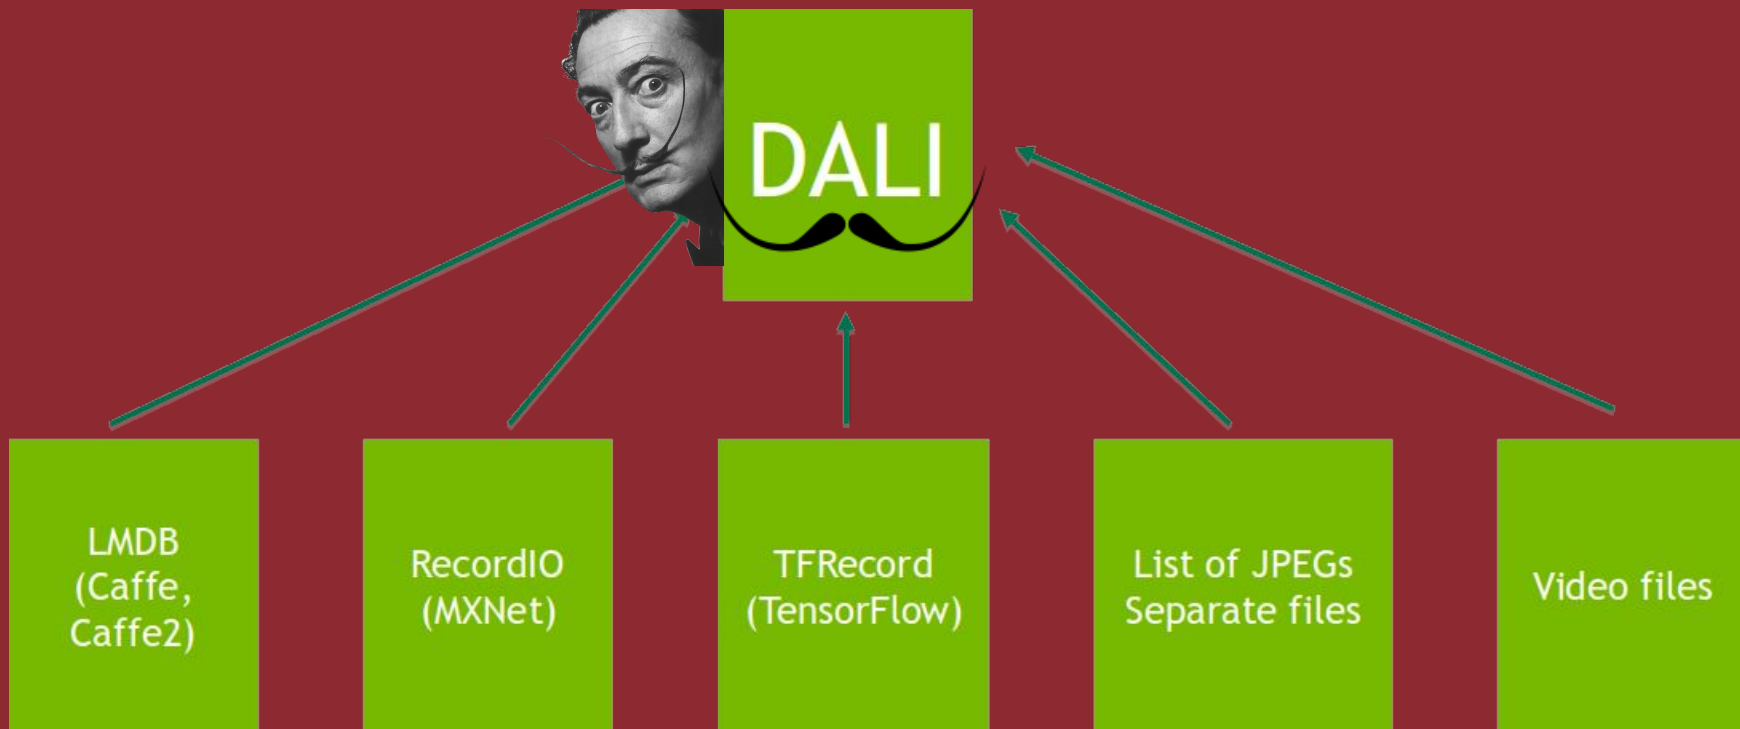 DALI
LMDB
(Caffe,
Caffe2)
RecordIO
(MXNet)
TFRecord
(TensorFlow)
List of JPEGs
Separate files
Video files